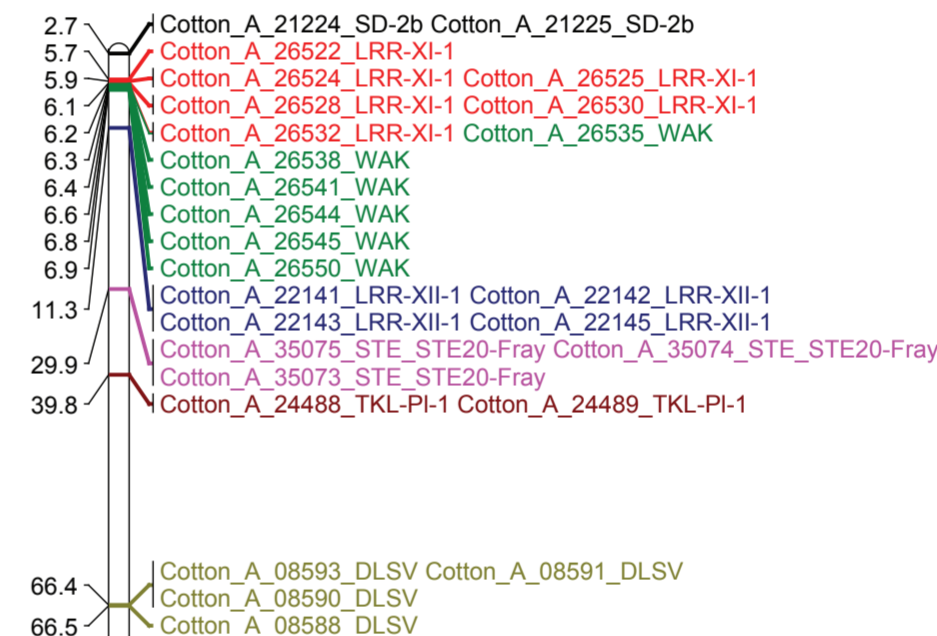 2.7 Cotton_A_21224_SD-2b Cotton_A_21225_SD-2b
5.7 Cotton_A_26522_LRR-XI-1
5.9 Cotton_A_26524_LRR-XI-1 Cotton_A_26525_LRR-XI-1
6.1 Cotton_A_26528_LRR-XI-1 Cotton_A_26530_LRR-XI-1
6.2 Cotton_A_26532_LRR-XI-1 Cotton_A_26535_WAK
6.3 Cotton_A_26538_WAK
6.4 Cotton_A_26541_WAK
6.6 Cotton_A_26544_WAK
6.8 Cotton_A_26545_WAK
6.9 Cotton_A_26550_WAK
11.3 Cotton_A_22141_LRR-XII-1 Cotton_A_22142_LRR-XII-1
Cotton_A_22143_LRR-XII-1 Cotton_A_22145_LRR-XII-1
29.9 Cotton_A_35075_STE_STE20-Fray Cotton_A_35074_STE_STE20-Fray
Cotton_A_35073_STE_STE20-Fray
39.8 Cotton_A_24488_TKL-Pl-1 Cotton_A_24489_TKL-Pl-1
66.4 Cotton_A_08593_DLSV Cotton_A_08591_DLSV
Cotton_A_08590_DLSV
66.5 Cotton_A_08588_DLSV